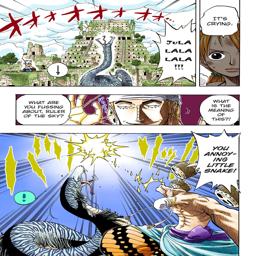 IT'S
CRYING.
JULA
LALA
LALA
!!!
!
WHAT ARE
YOU FUSSING
ABOUT, RULER
OF THE SKY?
WHAT IS
THE MEANING
OF THIS?!
YOU
ANNOY-
ING
LITTLE
SNAKE!
!